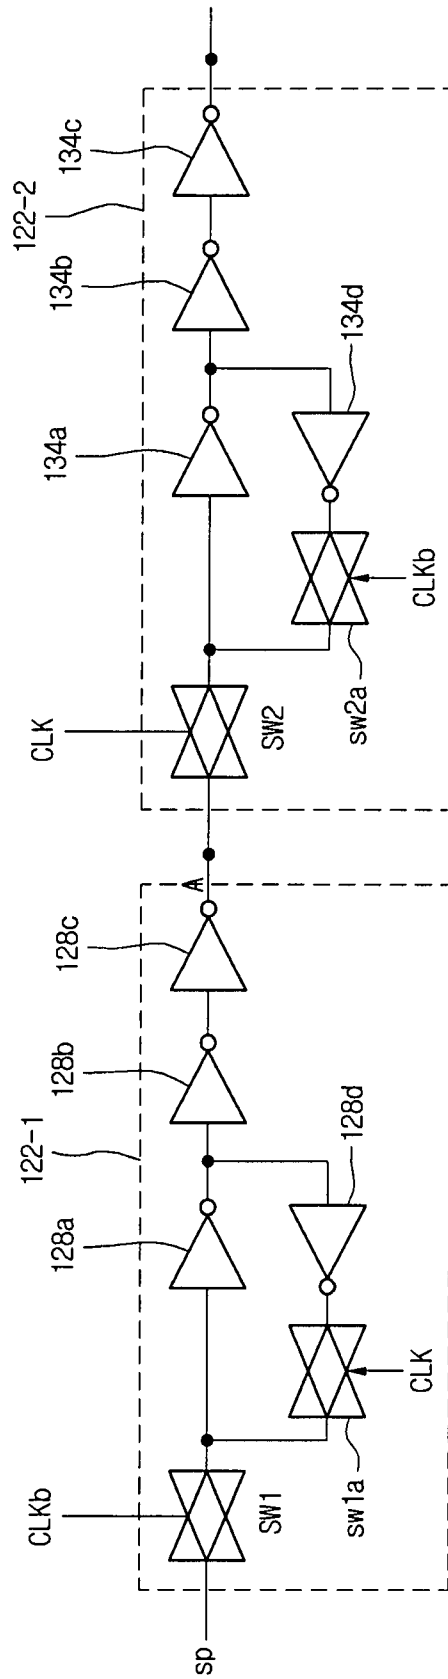 122-1
122-2
CLKb
128a
128b
128c
CLK
134a
134b
134c
sp
SW1
A
SW2
sw1a
CLK
128d
sw2a
CLKb
134d